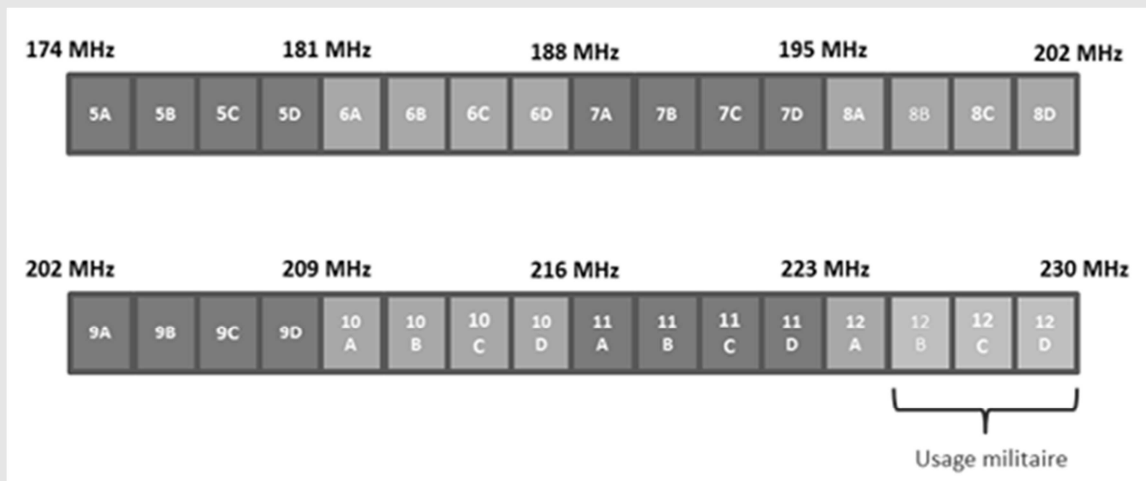 174 MHz 181 MHz 188 MHz 195 MHz 202 MHz
5A 5B 5C 5D 6A 6B 6C 6D 7A 7B 7C 7D 8A 8B 8C 8D
202 MHz 209 MHz 216 MHz 223 MHz 230 MHz
9A 9B 9C 9D 10 A 10 B 10 C 10 D 11 A 11 B 11 C 11 D 12 A 12 B 12 C 12 D
Usage militaire